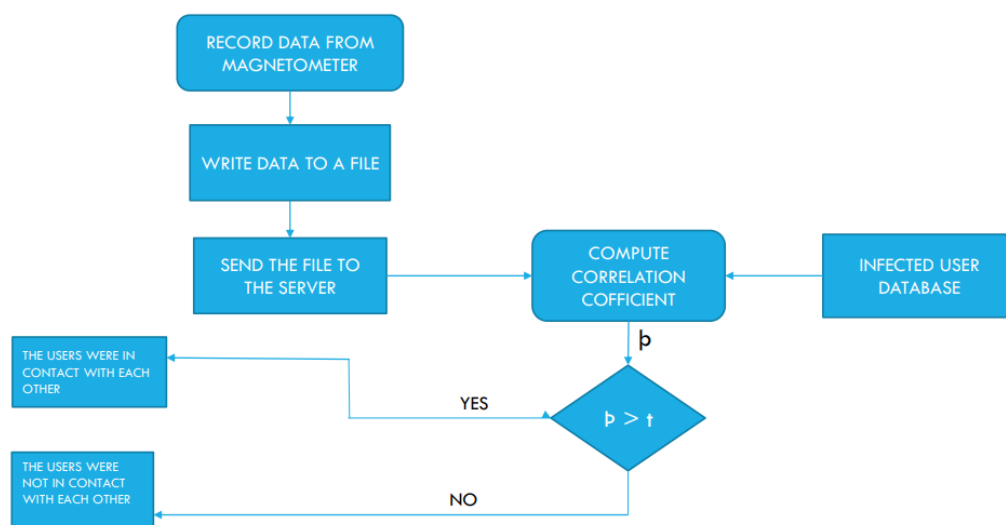 RECORD DATA FROM
MAGNETOMETER
WRITE DATA TO A FILE
SEND THE FILE TO
THE SERVER
COMPUTE
CORRELATION
COFFICIENT
INFECTED USER
DATABASE
þ
THE USERS WERE IN
CONTACT WITH EACH
OTHER
YES
Þ > t
THE USERS WERE
NOT IN CONTACT
WITH EACH OTHER
NO